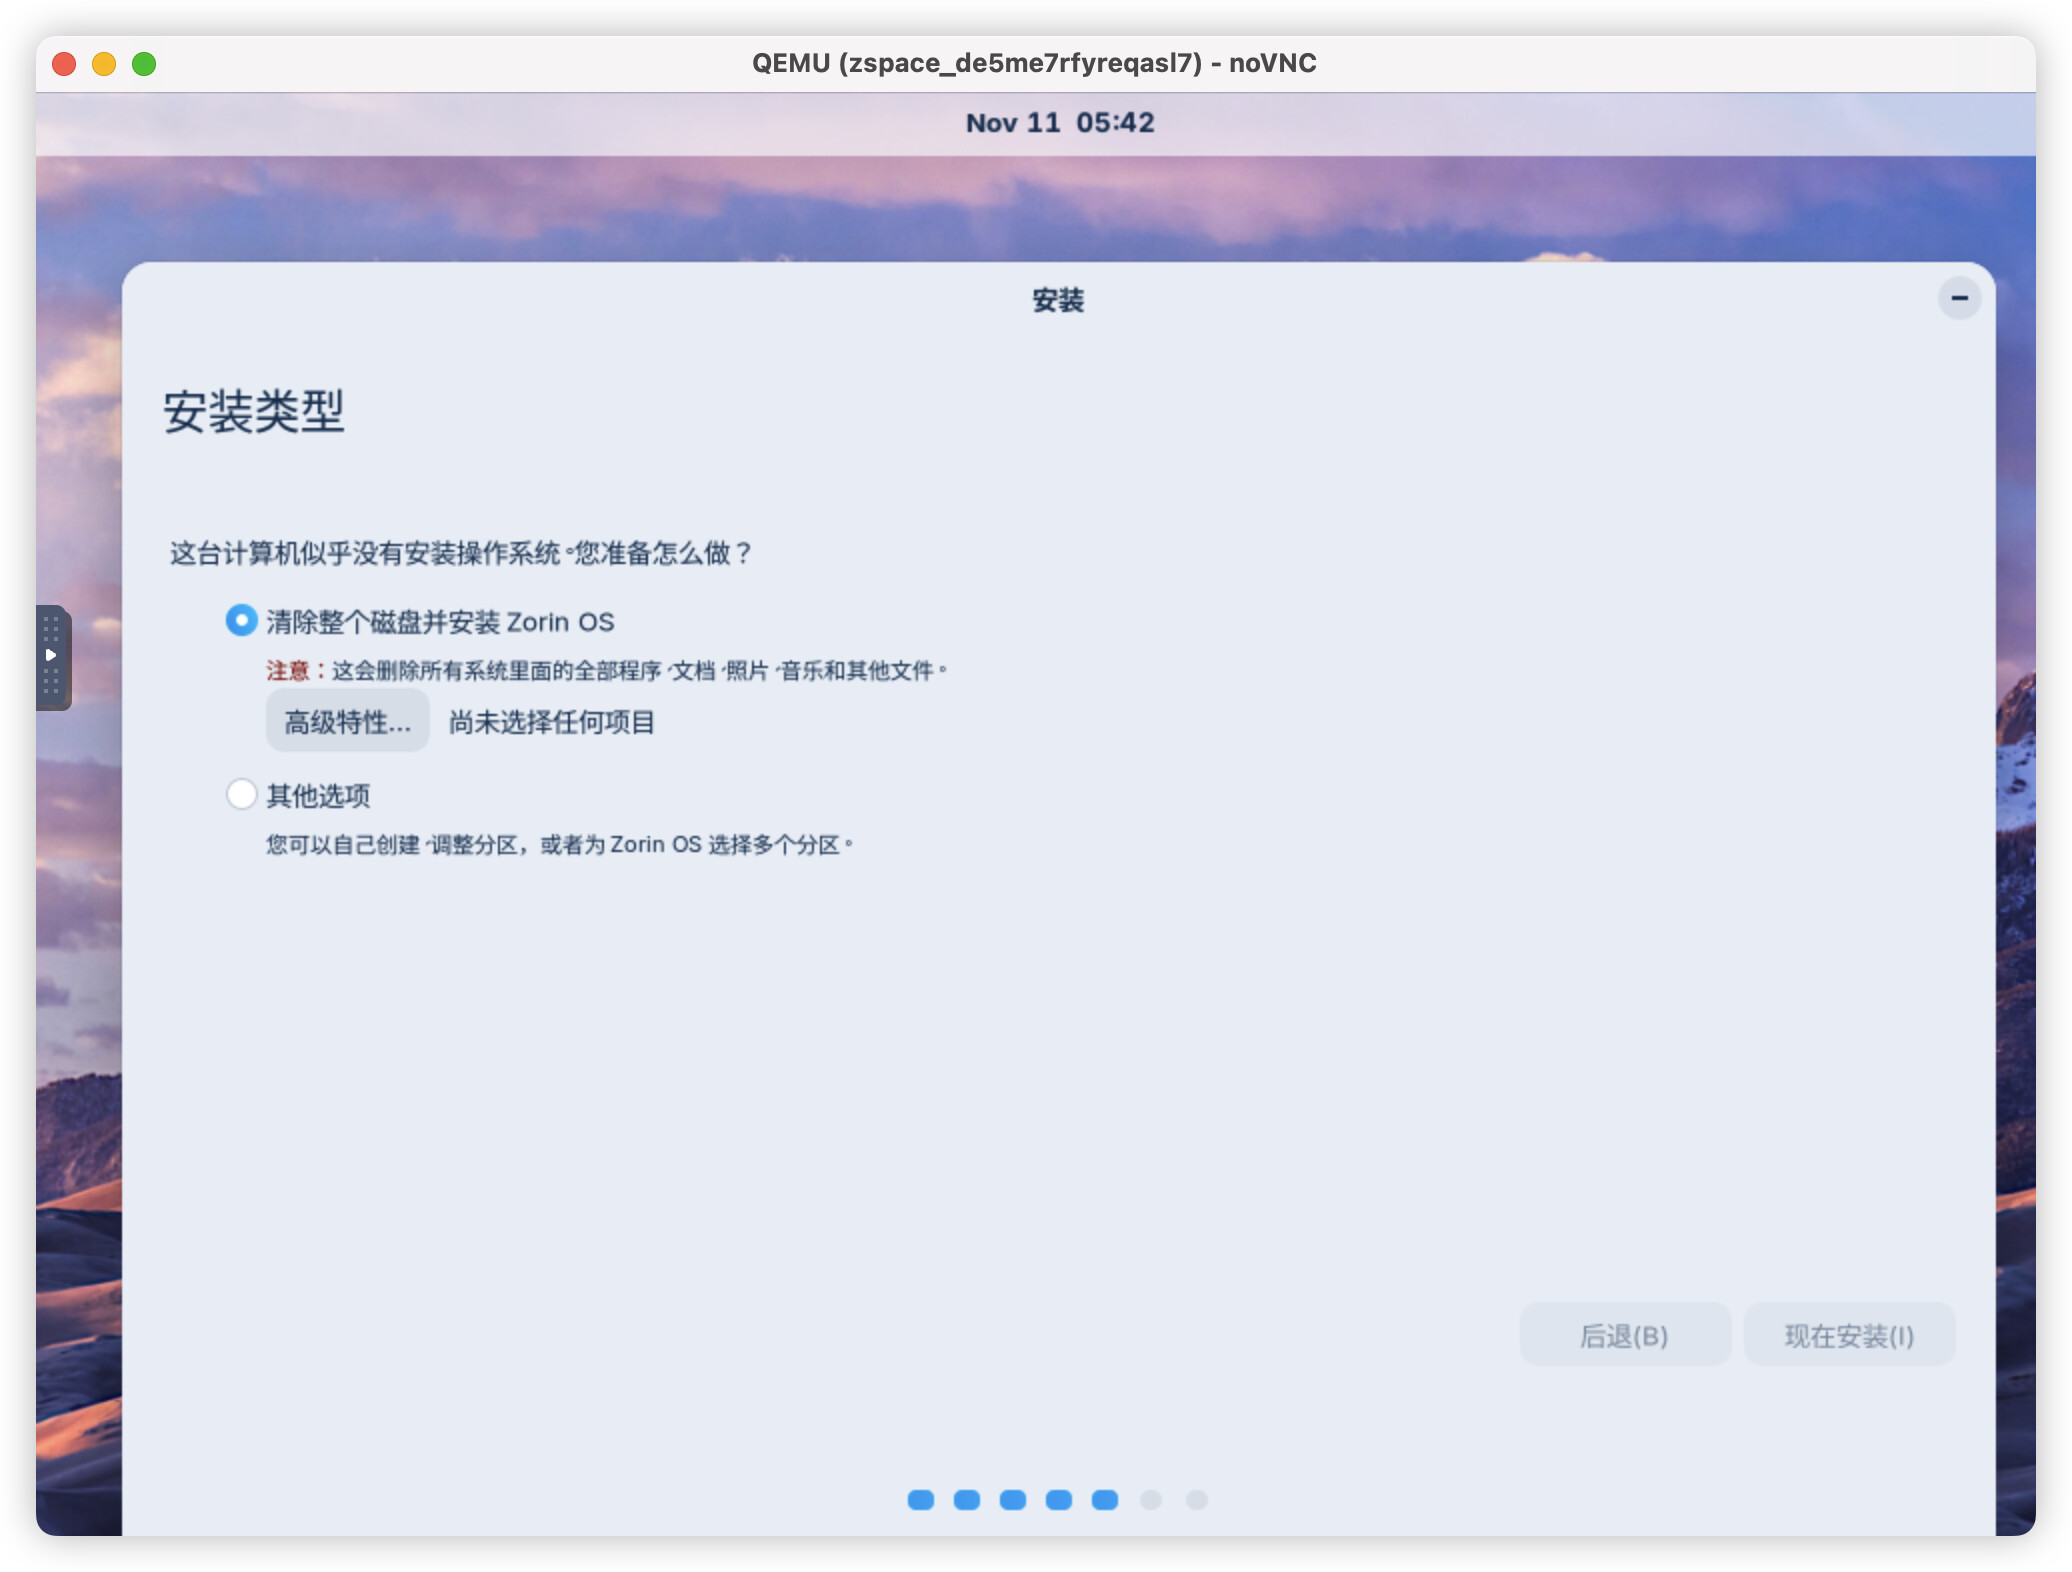 QEMU (zspace_de5me7rfyreqasl7) - noVNC
Nov 11 05:42
安装
安装类型
这台计算机似乎没有安装操作系统。您准备怎么做？
清除整个磁盘并安装 Zorin OS
注意：这会删除所有系统里面的全部程序、文档、照片、音乐和其他文件。
高级特性... 尚未选择任何项目
其他选项
您可以自己创建、调整分区，或者为 Zorin OS 选择多个分区。
后退(B) 现在安装(I)